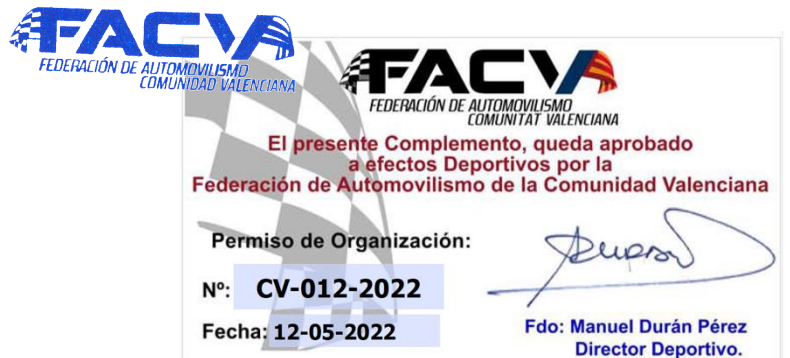 FACVA
FEDERACIÓN DE AUTOMOVILISMO
COMUNIDAD VALENCIANA
FACVA
FEDERACIÓN DE AUTOMOVILISMO
COMUNITAT VALENCIANA
El presente Complemento, queda aprobado
a efectos Deportivos por la
Federación de Automovilismo de la Comunidad Valenciana
Permiso de Organización:
Nº: CV-012-2022
Fecha: 12-05-2022
Fdo: Manuel Durán Pérez
Director Deportivo.